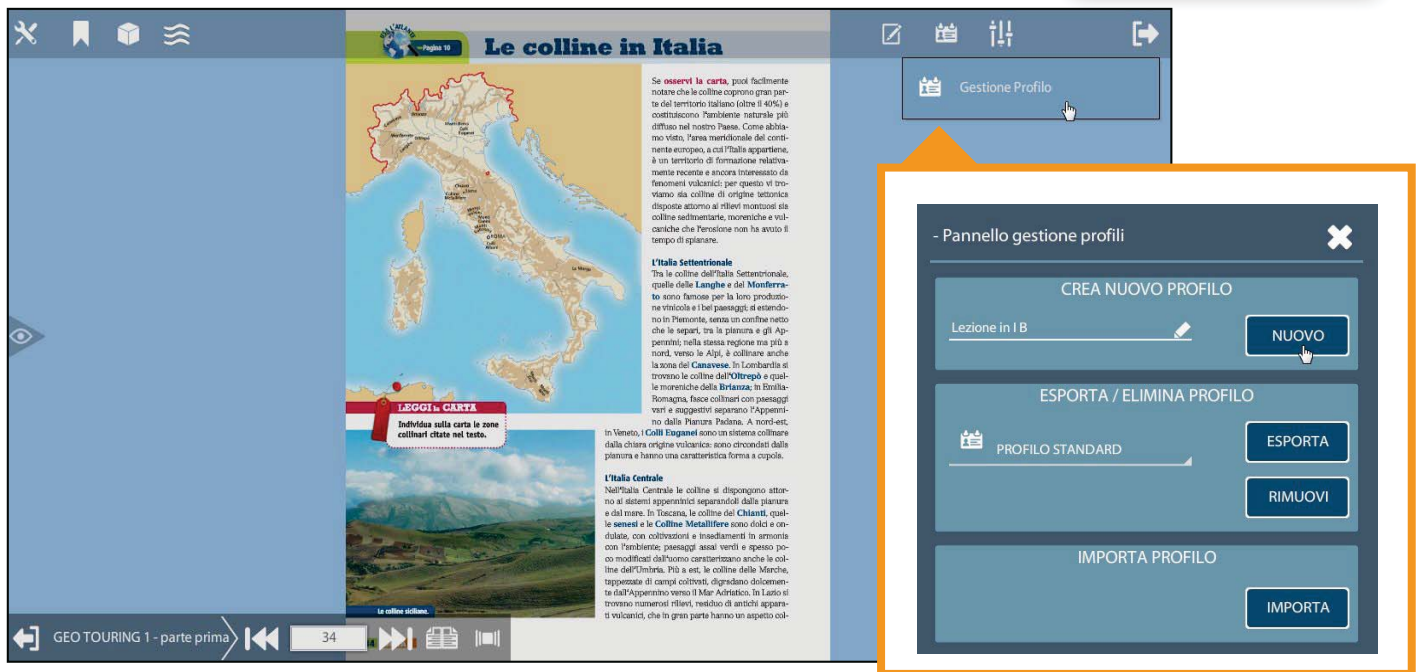 DALL'ATLANTE
Pagina 10
Le colline in Italia
Gestione Profilo
Se osservi la carta, puoi facilmente
notare che le colline coprono gran par-
te del territorio italiano (oltre il 40%) e
costituiscono l'ambiente naturale più
diffuso nel nostro Paese. Come abbia-
mo visto, l'area meridionale del conti-
nente europeo, a cui l'Italia appartiene,
è un territorio di formazione relativa-
mente recente e ancora interessato da
fenomeni vulcanici: per questo vi tro-
viamo sia colline di origine tettonica
disposte attorno ai rilievi montuosi sia
colline sedimentarie, moreniche e vul-
caniche che l'erosione non ha avuto il
tempo di spianare.
L'Italia Settentrionale
Tra le colline dell'Italia Settentrionale,
quelle delle Langhe e del Monferra-
to sono famose per la loro produzio-
ne vinicola e i bei paesaggi; si estendo-
no in Piemonte, senza un confine netto
che le separi, tra la pianura e gli Ap-
pennini; nella stessa regione ma più a
nord, verso le Alpi, è collinare anche
la zona del Canavese. In Lombardia si
trovano le colline dell'Oltrepò e quel-
le moreniche della Brianza; in Emilia-
Romagna, fasce collinari con paesaggi
vari e suggestivi separano l'Appenni-
no dalla Pianura Padana. A nord-est,
in Veneto, i Colli Euganei sono un sistema collinare
dalla chiara origine vulcanica: sono circondati dalla
pianura e hanno una caratteristica forma a cupola.
L'Italia Centrale
Nell'Italia Centrale le colline si dispongono attor-
no ai sistemi appenninici separandoli dalla pianura
e dal mare. In Toscana, le colline del Chianti, quel-
le senesi e le Colline Metallifere sono dolci e on-
dulate, con coltivazioni e insediamenti in armonia
con l'ambiente; paesaggi assai verdi e spesso po-
co modificati dall'uomo caratterizzano anche le col-
line dell'Umbria. Più a est, le colline delle Marche,
tappezzate di campi coltivati, digradano dolcemen-
te dall'Appennino verso il Mar Adriatico. In Lazio si
trovano numerosi rilievi, residuo di antichi appara-
ti vulcanici, che in gran parte hanno un aspetto col-
LEGGI la CARTA
Individua sulla carta le zone
collinari citate nel testo.
Le colline siciliane.
GEO TOURING 1 - parte prima
34
- Pannello gestione profili
CREA NUOVO PROFILO
Lezione in I B
NUOVO
ESPORTA / ELIMINA PROFILO
PROFILO STANDARD
ESPORTA
RIMUOVI
IMPORTA PROFILO
IMPORTA